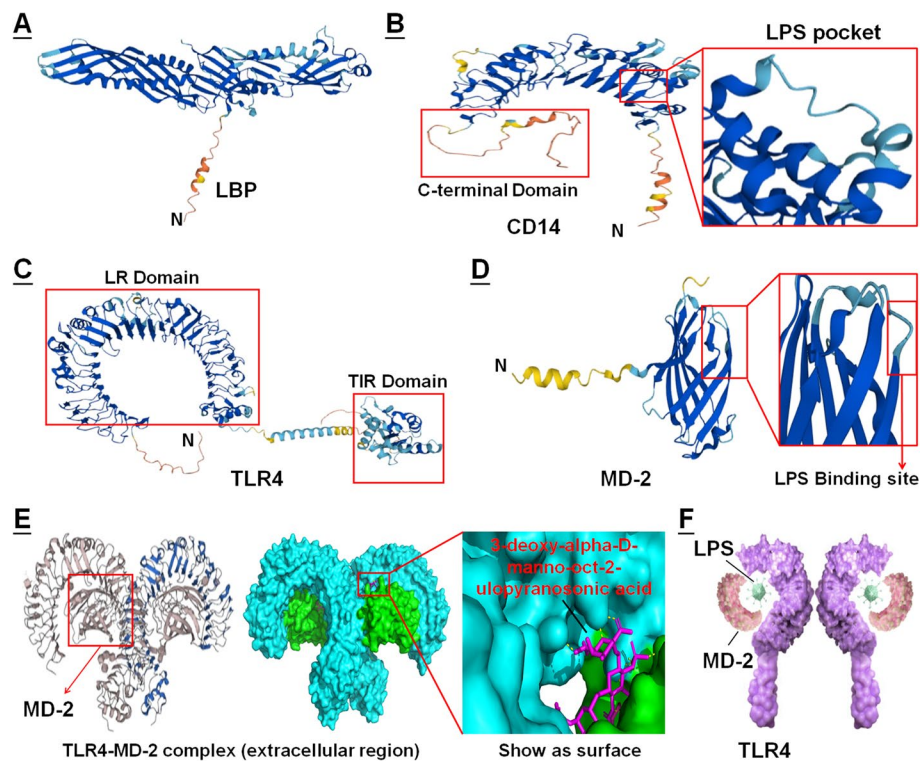 A
LBP
N
B
LPS pocket
C-terminal Domain
CD14
N
C
LR Domain
TIR Domain
N
TLR4
D
N
MD-2
LPS Binding site
E
MD-2
TLR4-MD-2 complex (extracellular region)
3-deoxy-alpha-D-
manno-oct-2-
ulopyranosonic acid
Show as surface
F
LPS
MD-2
TLR4